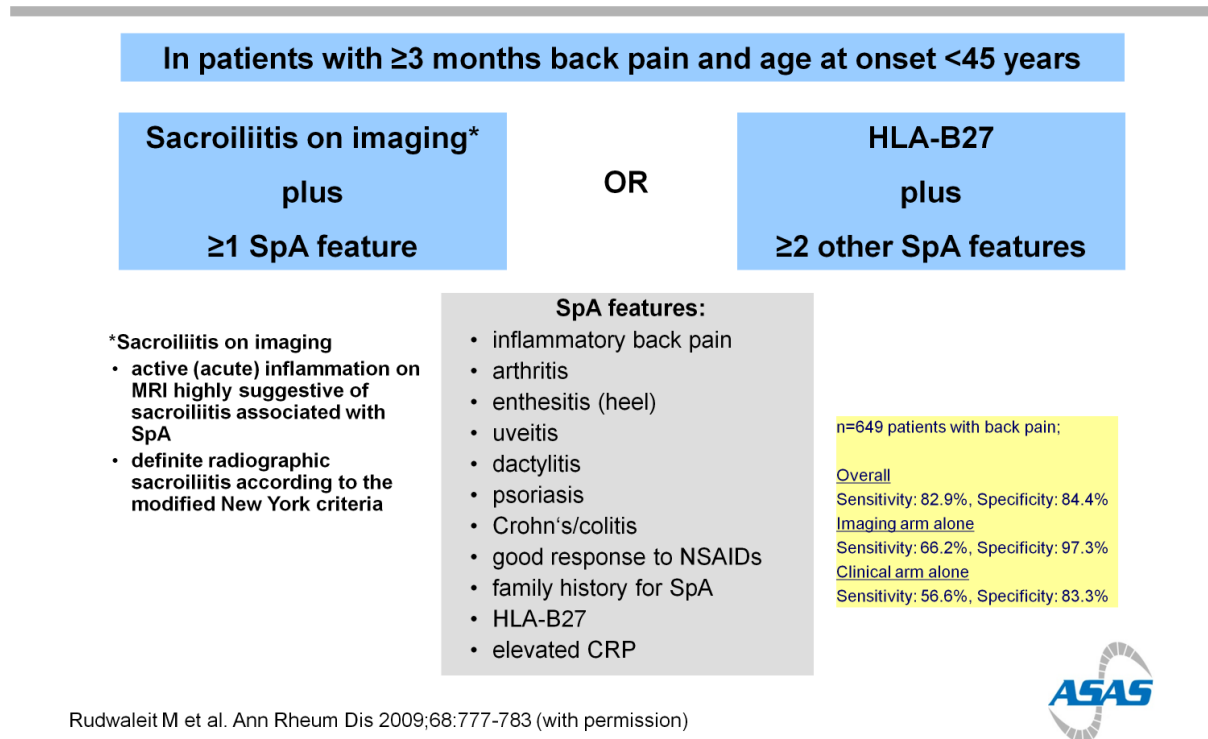 In patients with ≥3 months back pain and age at onset <45 years
Sacroiliitis on imaging*
plus
≥1 SpA feature
OR
HLA-B27
plus
≥2 other SpA features
*Sacroiliitis on imaging
• active (acute) inflammation on
MRI highly suggestive of
sacroiliitis associated with
SpA
• definite radiographic
sacroiliitis according to the
modified New York criteria
SpA features:
• inflammatory back pain
• arthritis
• enthesitis (heel)
• uveitis
• dactylitis
• psoriasis
• Crohn‘s/colitis
• good response to NSAIDs
• family history for SpA
• HLA-B27
• elevated CRP
n=649 patients with back pain;
Overall
Sensitivity: 82.9%, Specificity: 84.4%
Imaging arm alone
Sensitivity: 66.2%, Specificity: 97.3%
Clinical arm alone
Sensitivity: 56.6%, Specificity: 83.3%
ASAS
Rudwaleit M et al. Ann Rheum Dis 2009;68:777-783 (with permission)